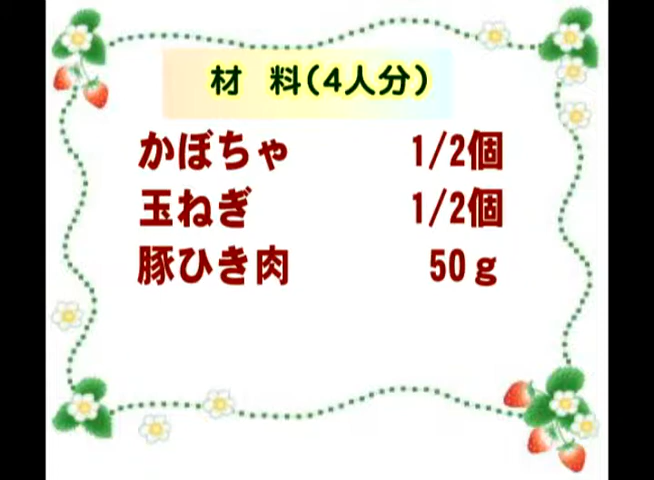 材 料(4人分)
かぼちゃ 1/2個
玉ねぎ 1/2個
豚ひき肉 50g